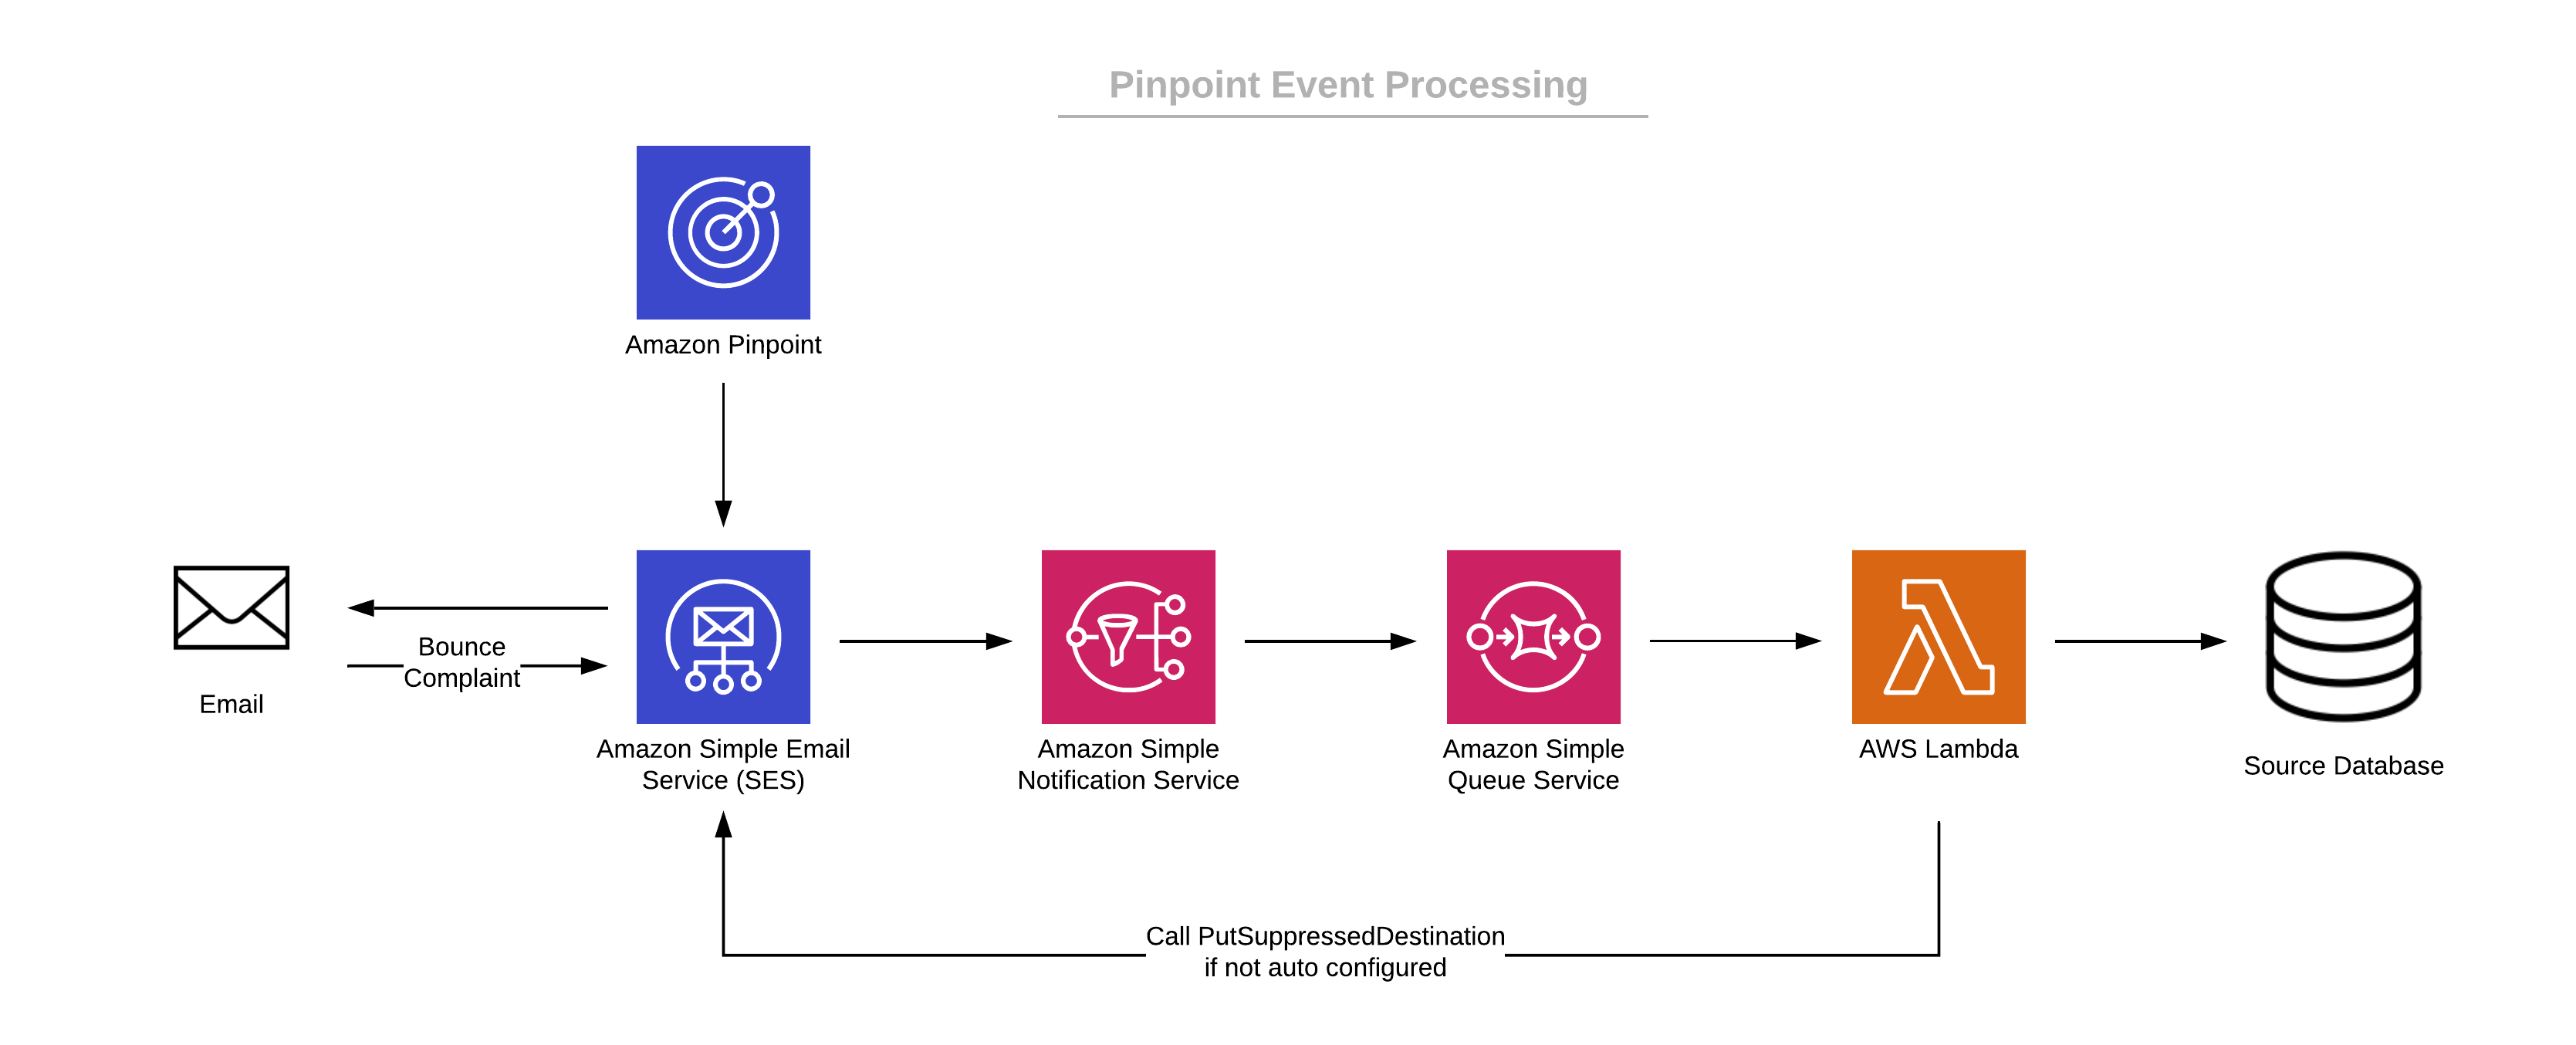 Pinpoint Event Processing
Amazon Pinpoint
Bounce
Complaint
Email
Amazon Simple Email
Service (SES)
Amazon Simple
Notification Service
Amazon Simple
Queue Service
AWS Lambda
Source Database
Call PutSuppressedDestination
if not auto configured